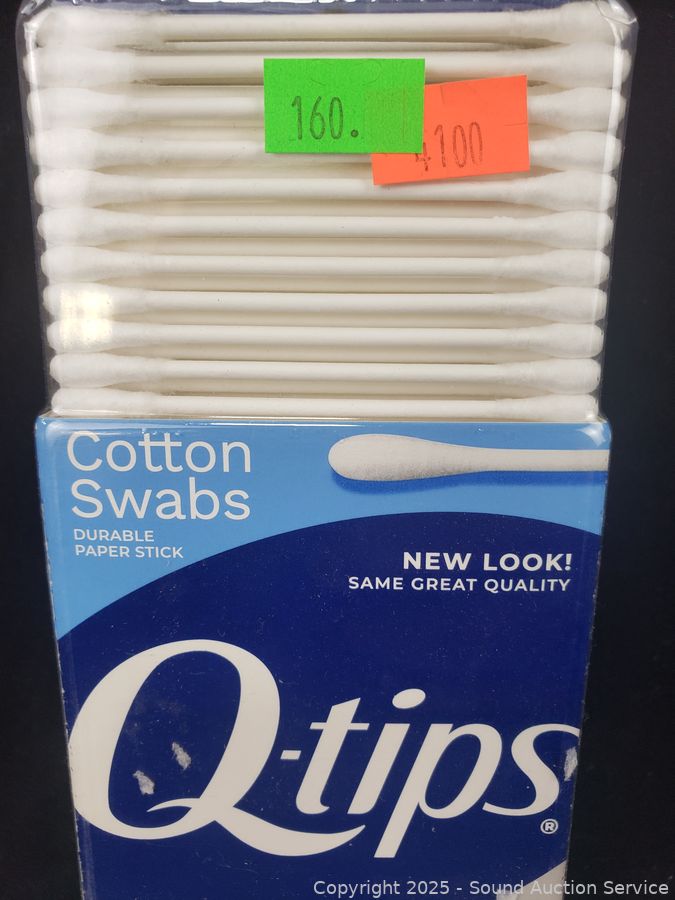 160.
4100
Cotton
Swabs
DURABLE
PAPER STICK
NEW LOOK!
SAME GREAT QUALITY
Q-tips®
Copyright 2025 - Sound Auction Service